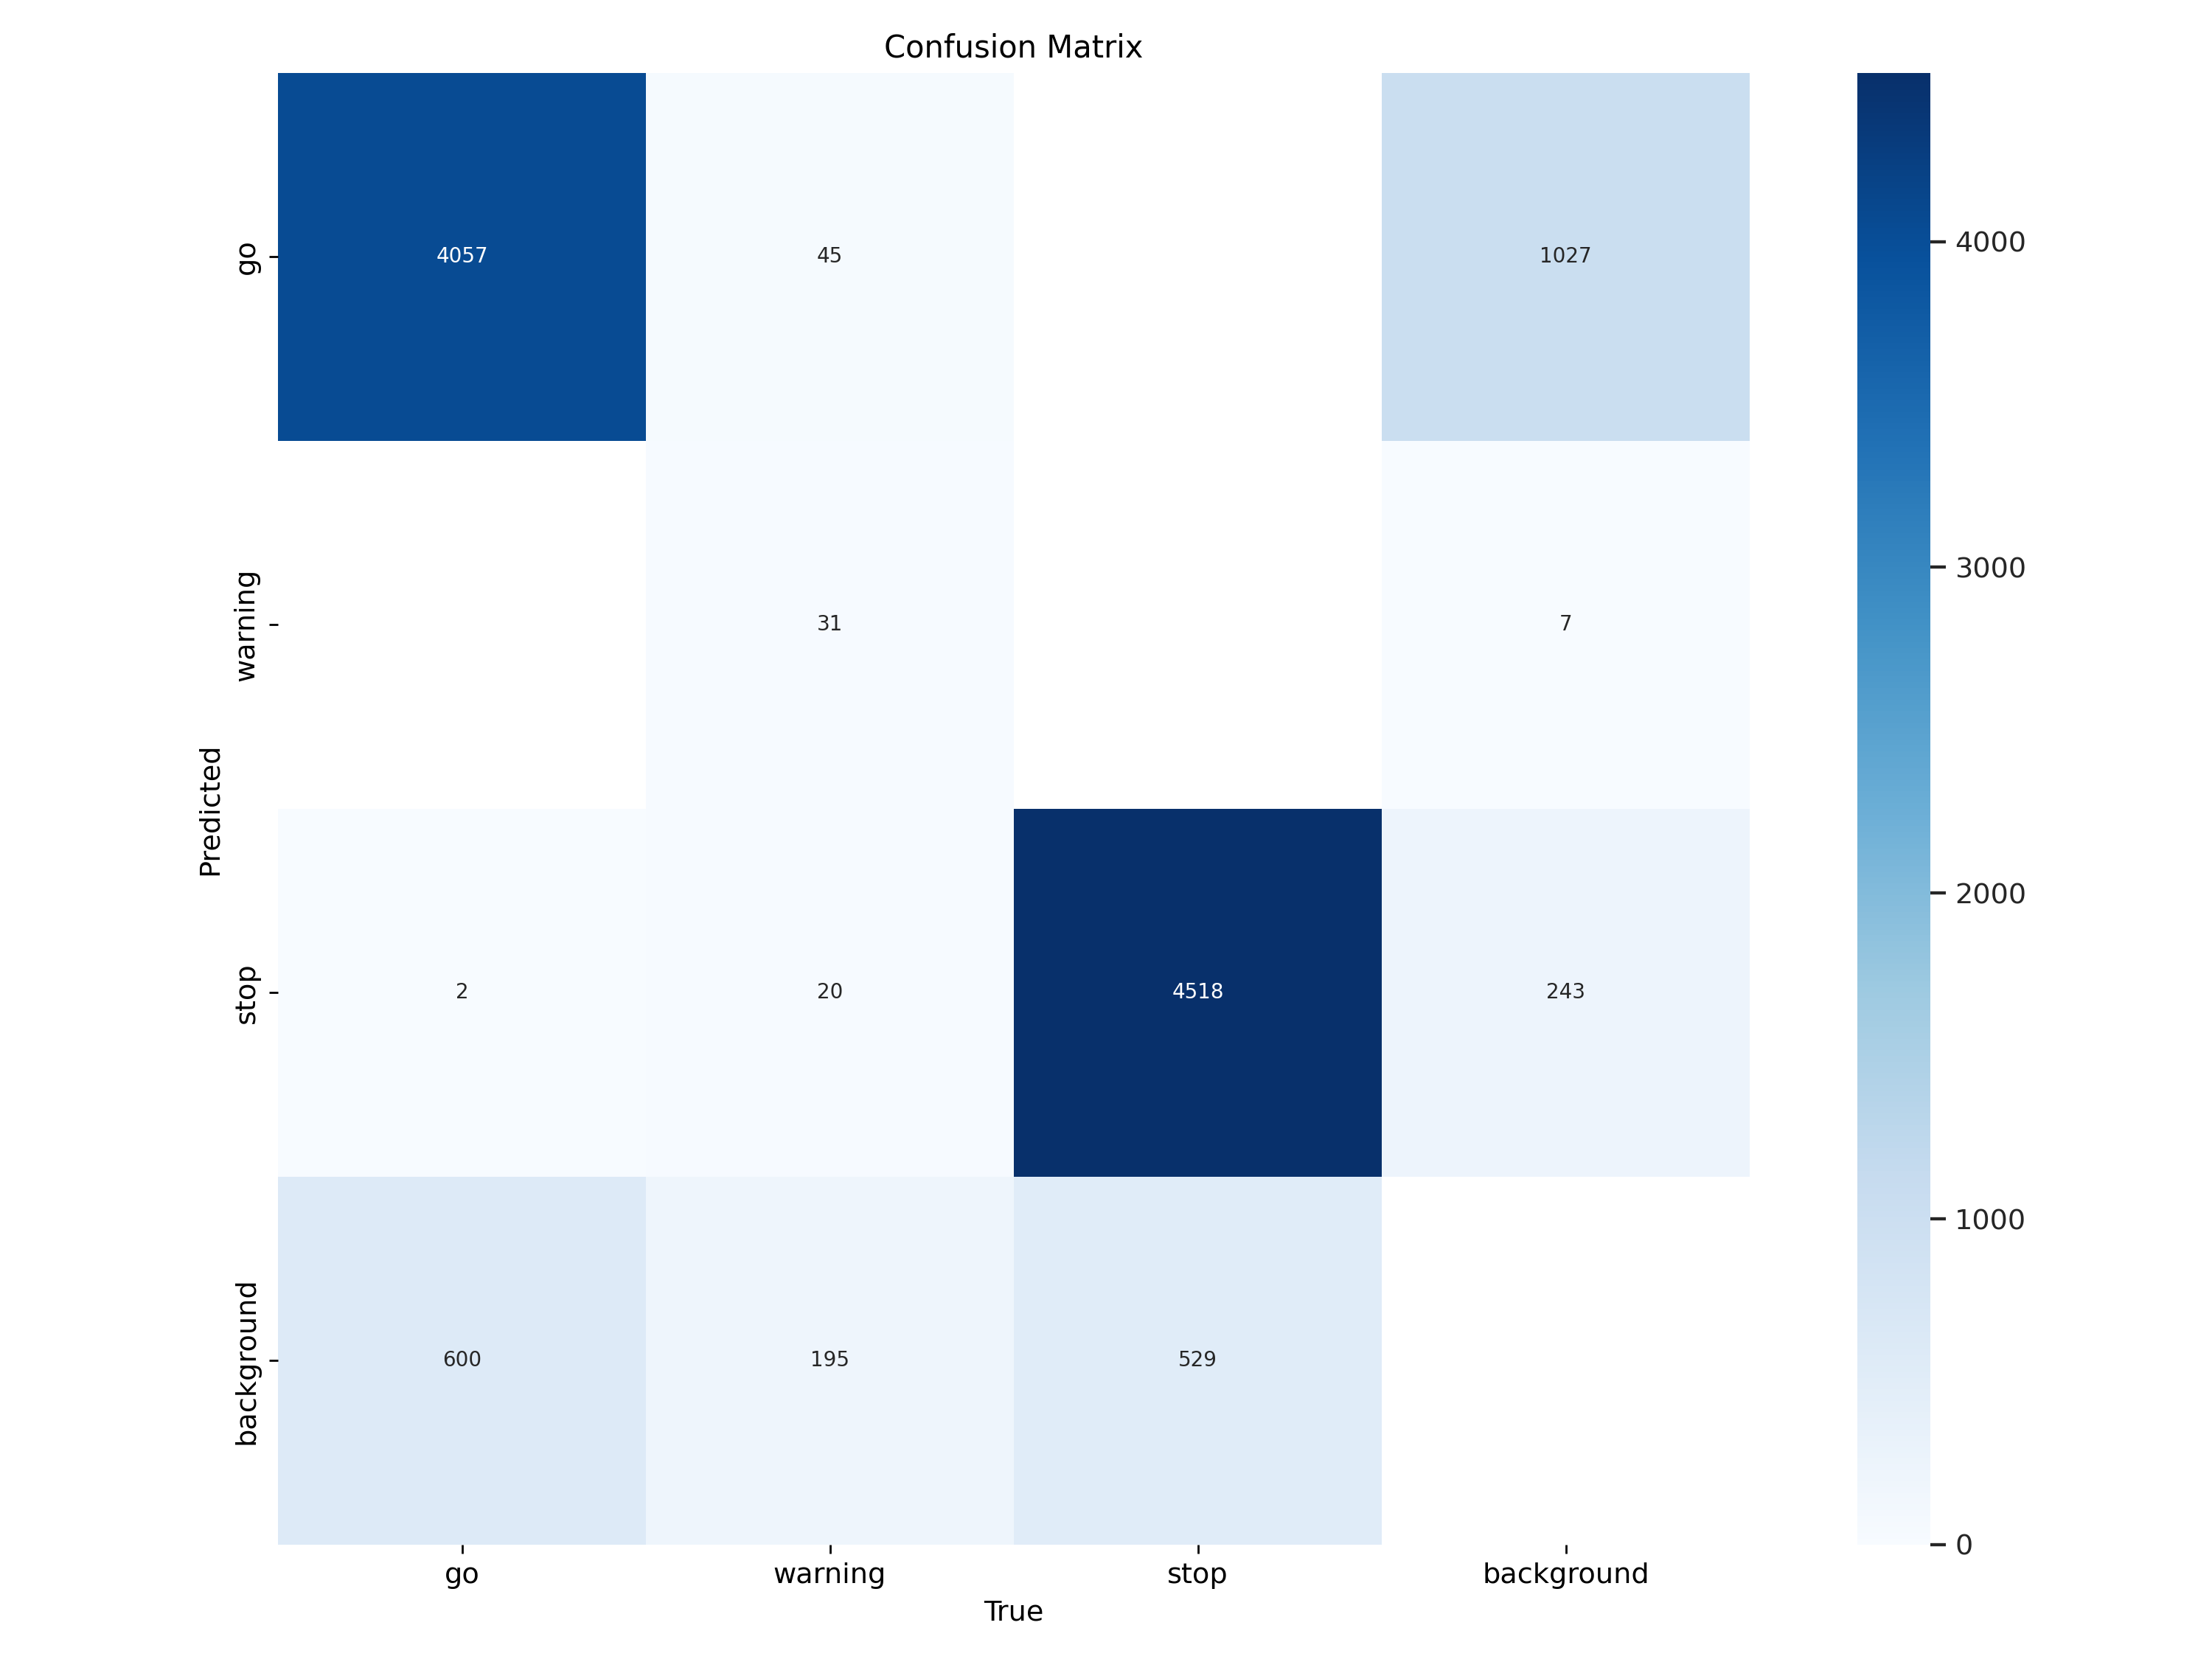 Confusion Matrix
go
4057
45
1027
4000
3000
warning
31
7
Predicted
2000
stop
2
20
4518
243
1000
background
600
195
529
0
go
warning
stop
background
True